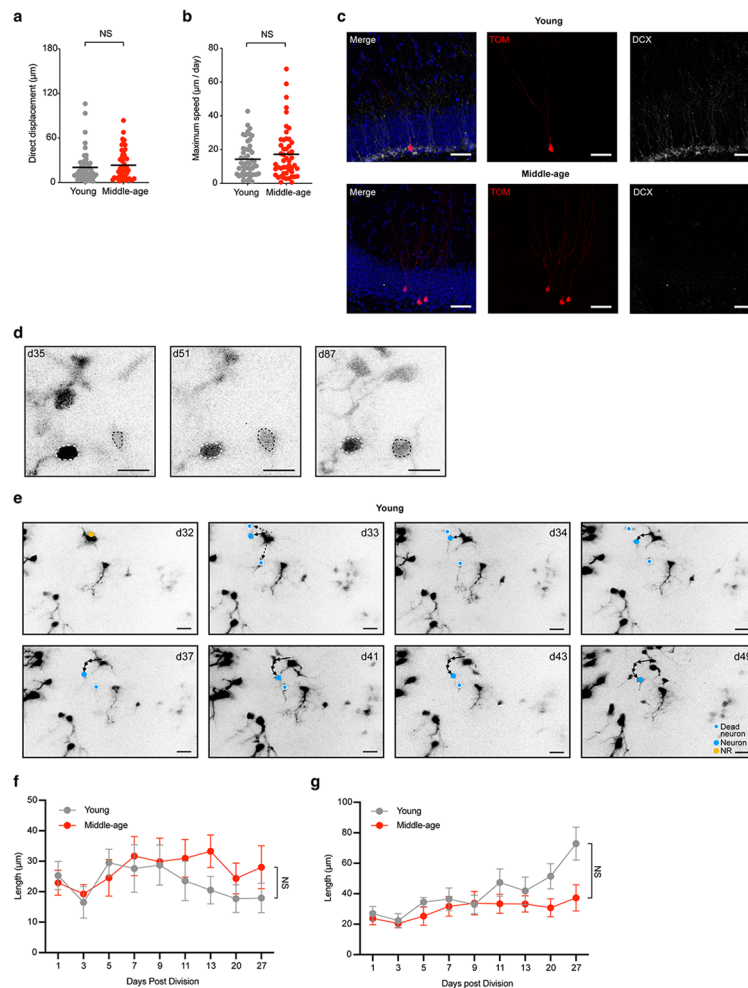 a
NS
Direct displacement (µm)
180
120
60
0
Young Middle-age
b
NS
Maximum speed (µm / day)
80
60
40
20
0
Young Middle-age
c
Young
Merge
TOM
DCX
Middle-age
Merge
TOM
DCX
d
d35
d51
d87
e
Young
d32
d33
d34
d37
d41
d43
d49
Dead
neuron
Neuron
NR
f
Young
Middle-age
Length (µm)
50
40
30
20
10
0
NS
1 3 5 7 9 11 13 20 27
Days Post Division
g
Young
Middle-age
Length (µm)
100
80
60
40
20
0
NS
1 3 5 7 9 11 13 20 27
Days post Division